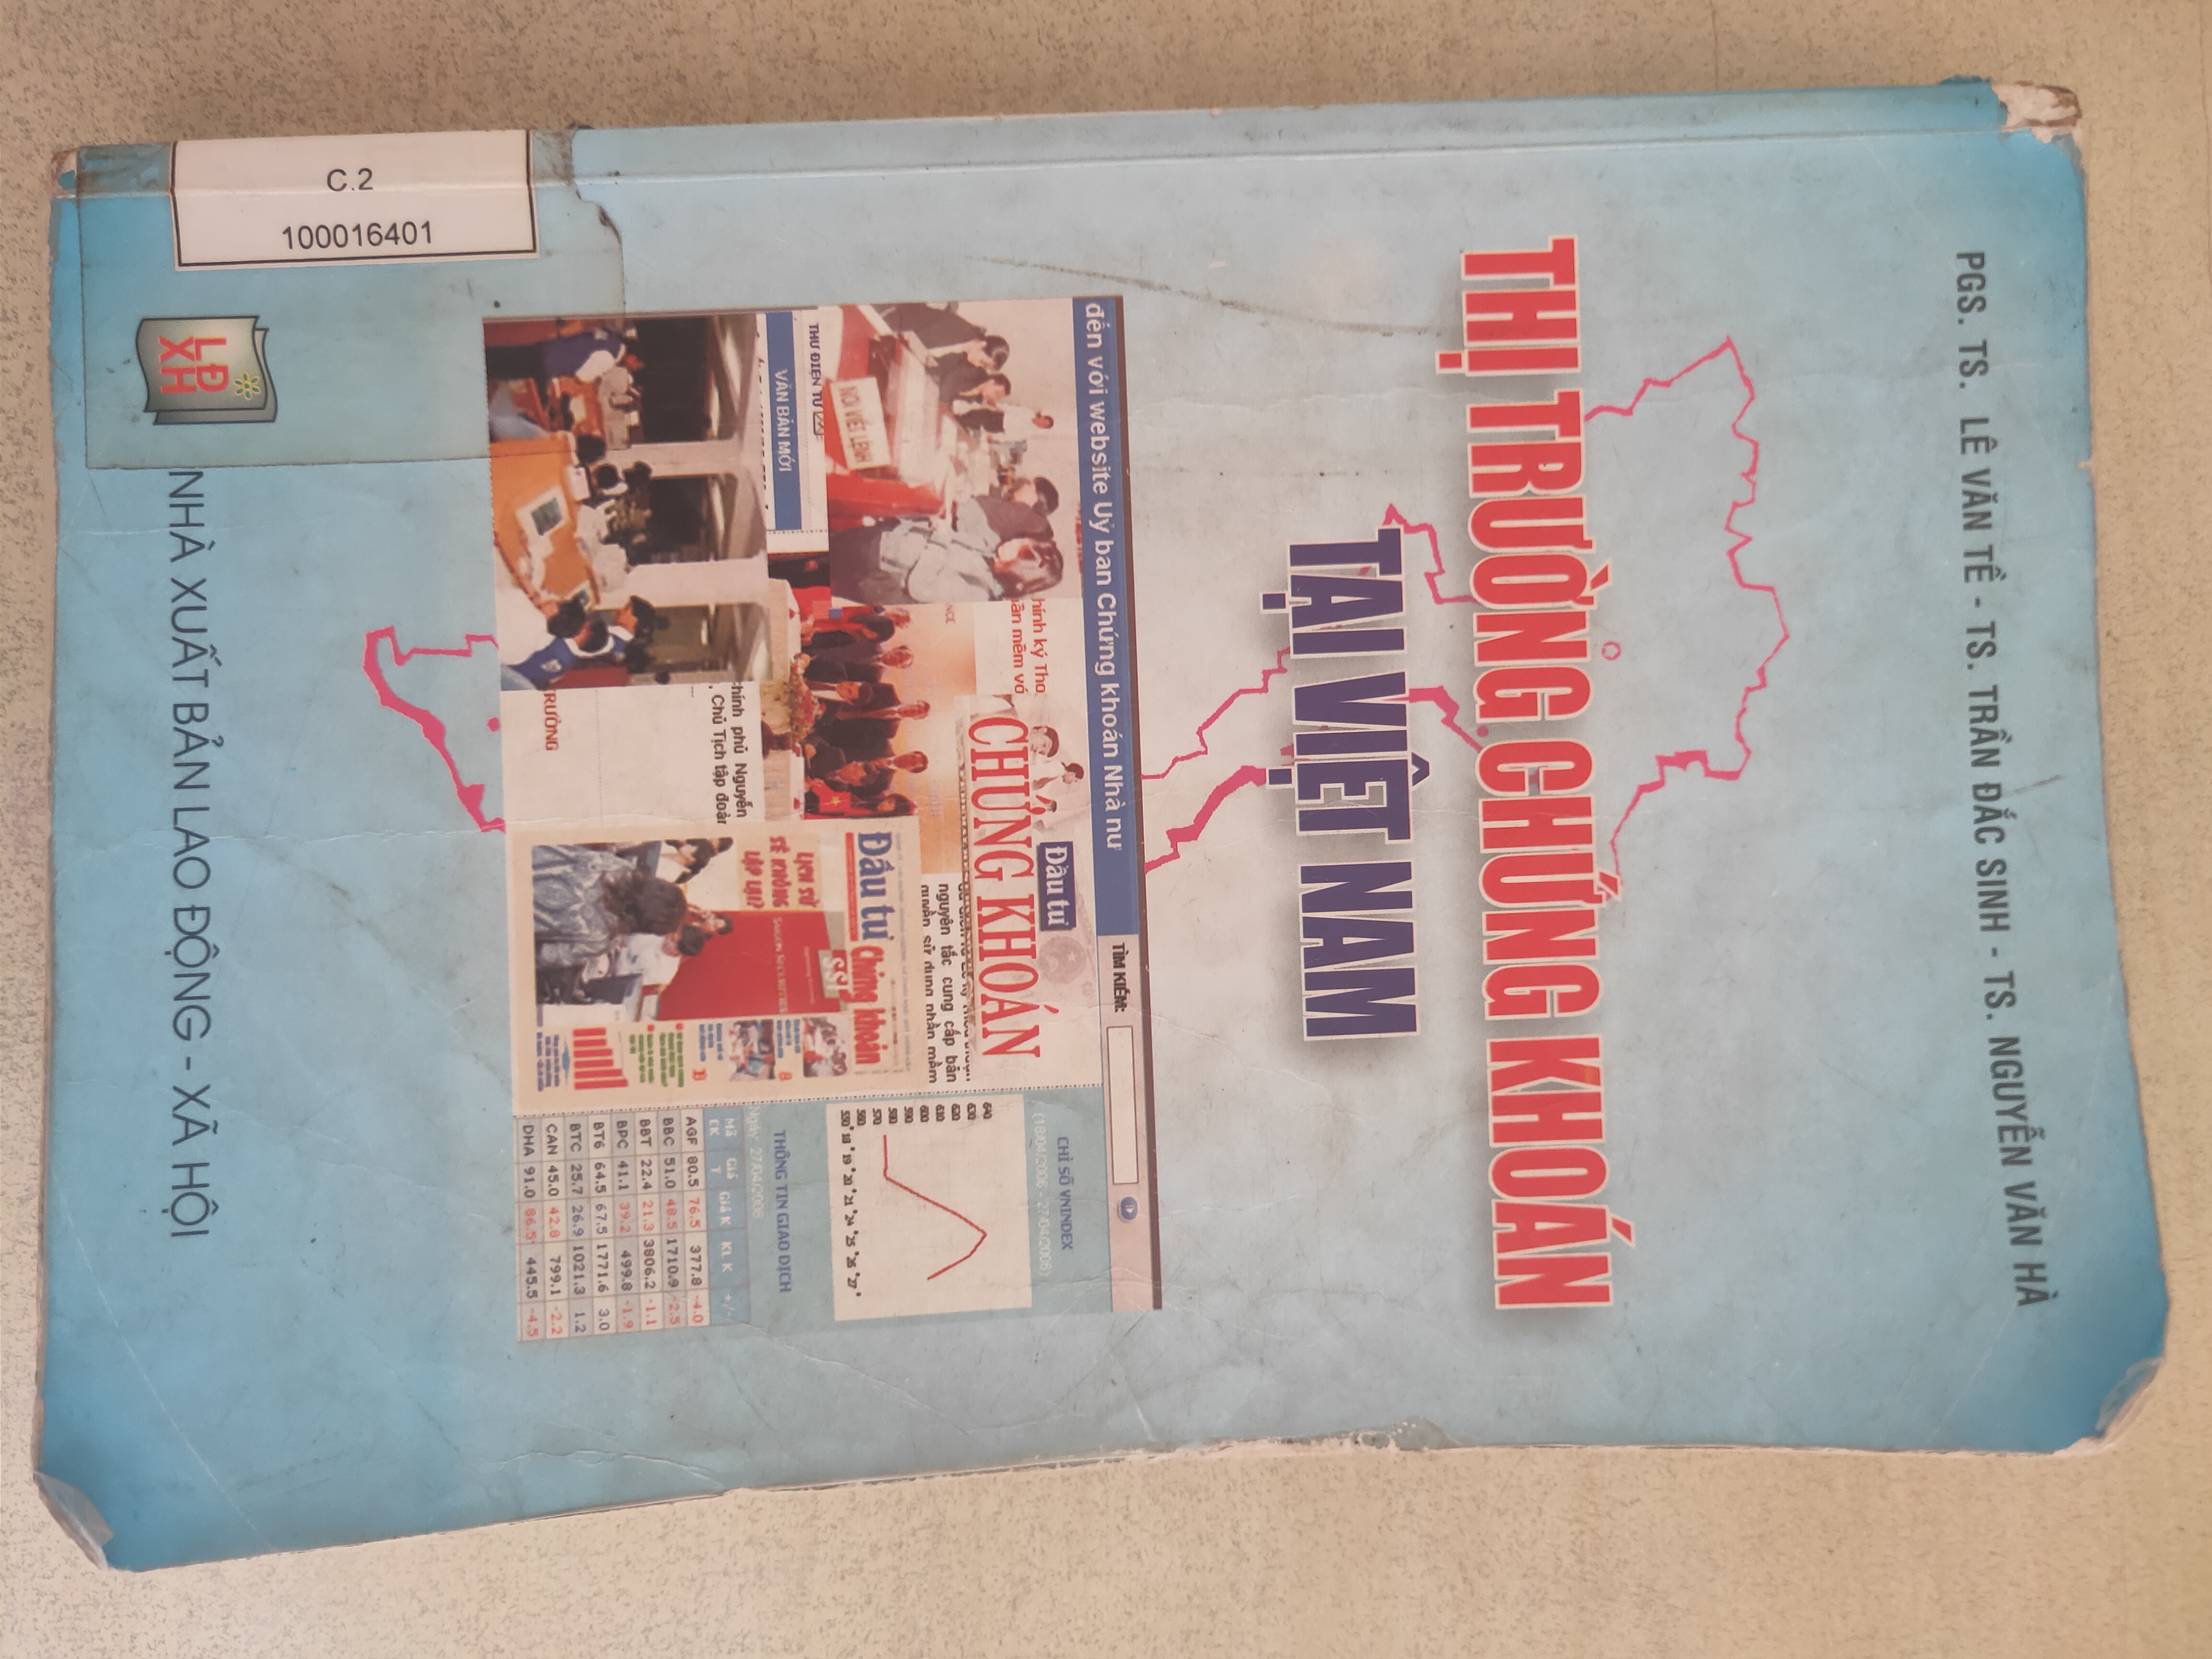 PGS. TS. LÊ VĂN TỀ - TS. TRẦN ĐẮC SINH - TS. NGUYỄN VĂN HÀ
THỊ TRƯỜNG CHỨNG KHOÁN
TẠI VIỆT NAM
đến với website Uỷ ban Chứng khoán Nhà nư
TÌM KIẾM:
hính ký Tho
ần mềm vớ
Đầu tư
CHỨNG KHOÁN
nguyên tắc cung cấp bản
quyền sử dụng phần mềm
NCE
NƠI VIẾT LỆNH
THƯ ĐIỆN TỬ
VĂN BẢN MỚI
Đầu tư Chứng khoán
SSI
SAIGON SECURITIES
LỊCH SỬ
SẼ KHÔNG
LẶP LẠI?
hính phủ Nguyễn
. Chủ Tịch tập đoàn
TRƯỜNG
CHỈ SỐ VNINDEX
(18/04/2006 - 27/04/2006)
640
630
620
610
600
590
580
570
560
550 18 19 20 21 24 25 26 27
THÔNG TIN GIAO DỊCH
Ngày: 27/04/2006
Mã CK Giá T Giá K KL K +/-
AGF 80.5 76.5 377.8 -4.0
BBC 51.0 48.5 1710.9 -2.5
BBT 22.4 21.3 3806.2 -1.1
BPC 41.1 39.2 499.8 -1.9
BT6 64.5 67.5 1771.6 3.0
BTC 25.7 26.9 1021.3 1.2
CAN 45.0 42.8 799.1 -2.2
DHA 91.0 86.5 445.5 -4.5
C.2
100016401
LĐ
XH
NHÀ XUẤT BẢN LAO ĐỘNG - XÃ HỘI